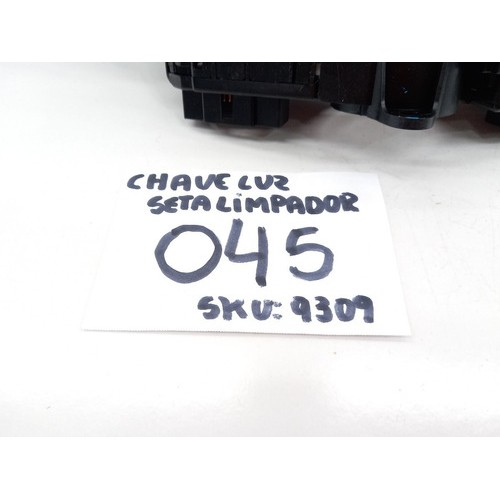 CHAVE LUZ
SETA LiMPADOR
045
SKU: 9309